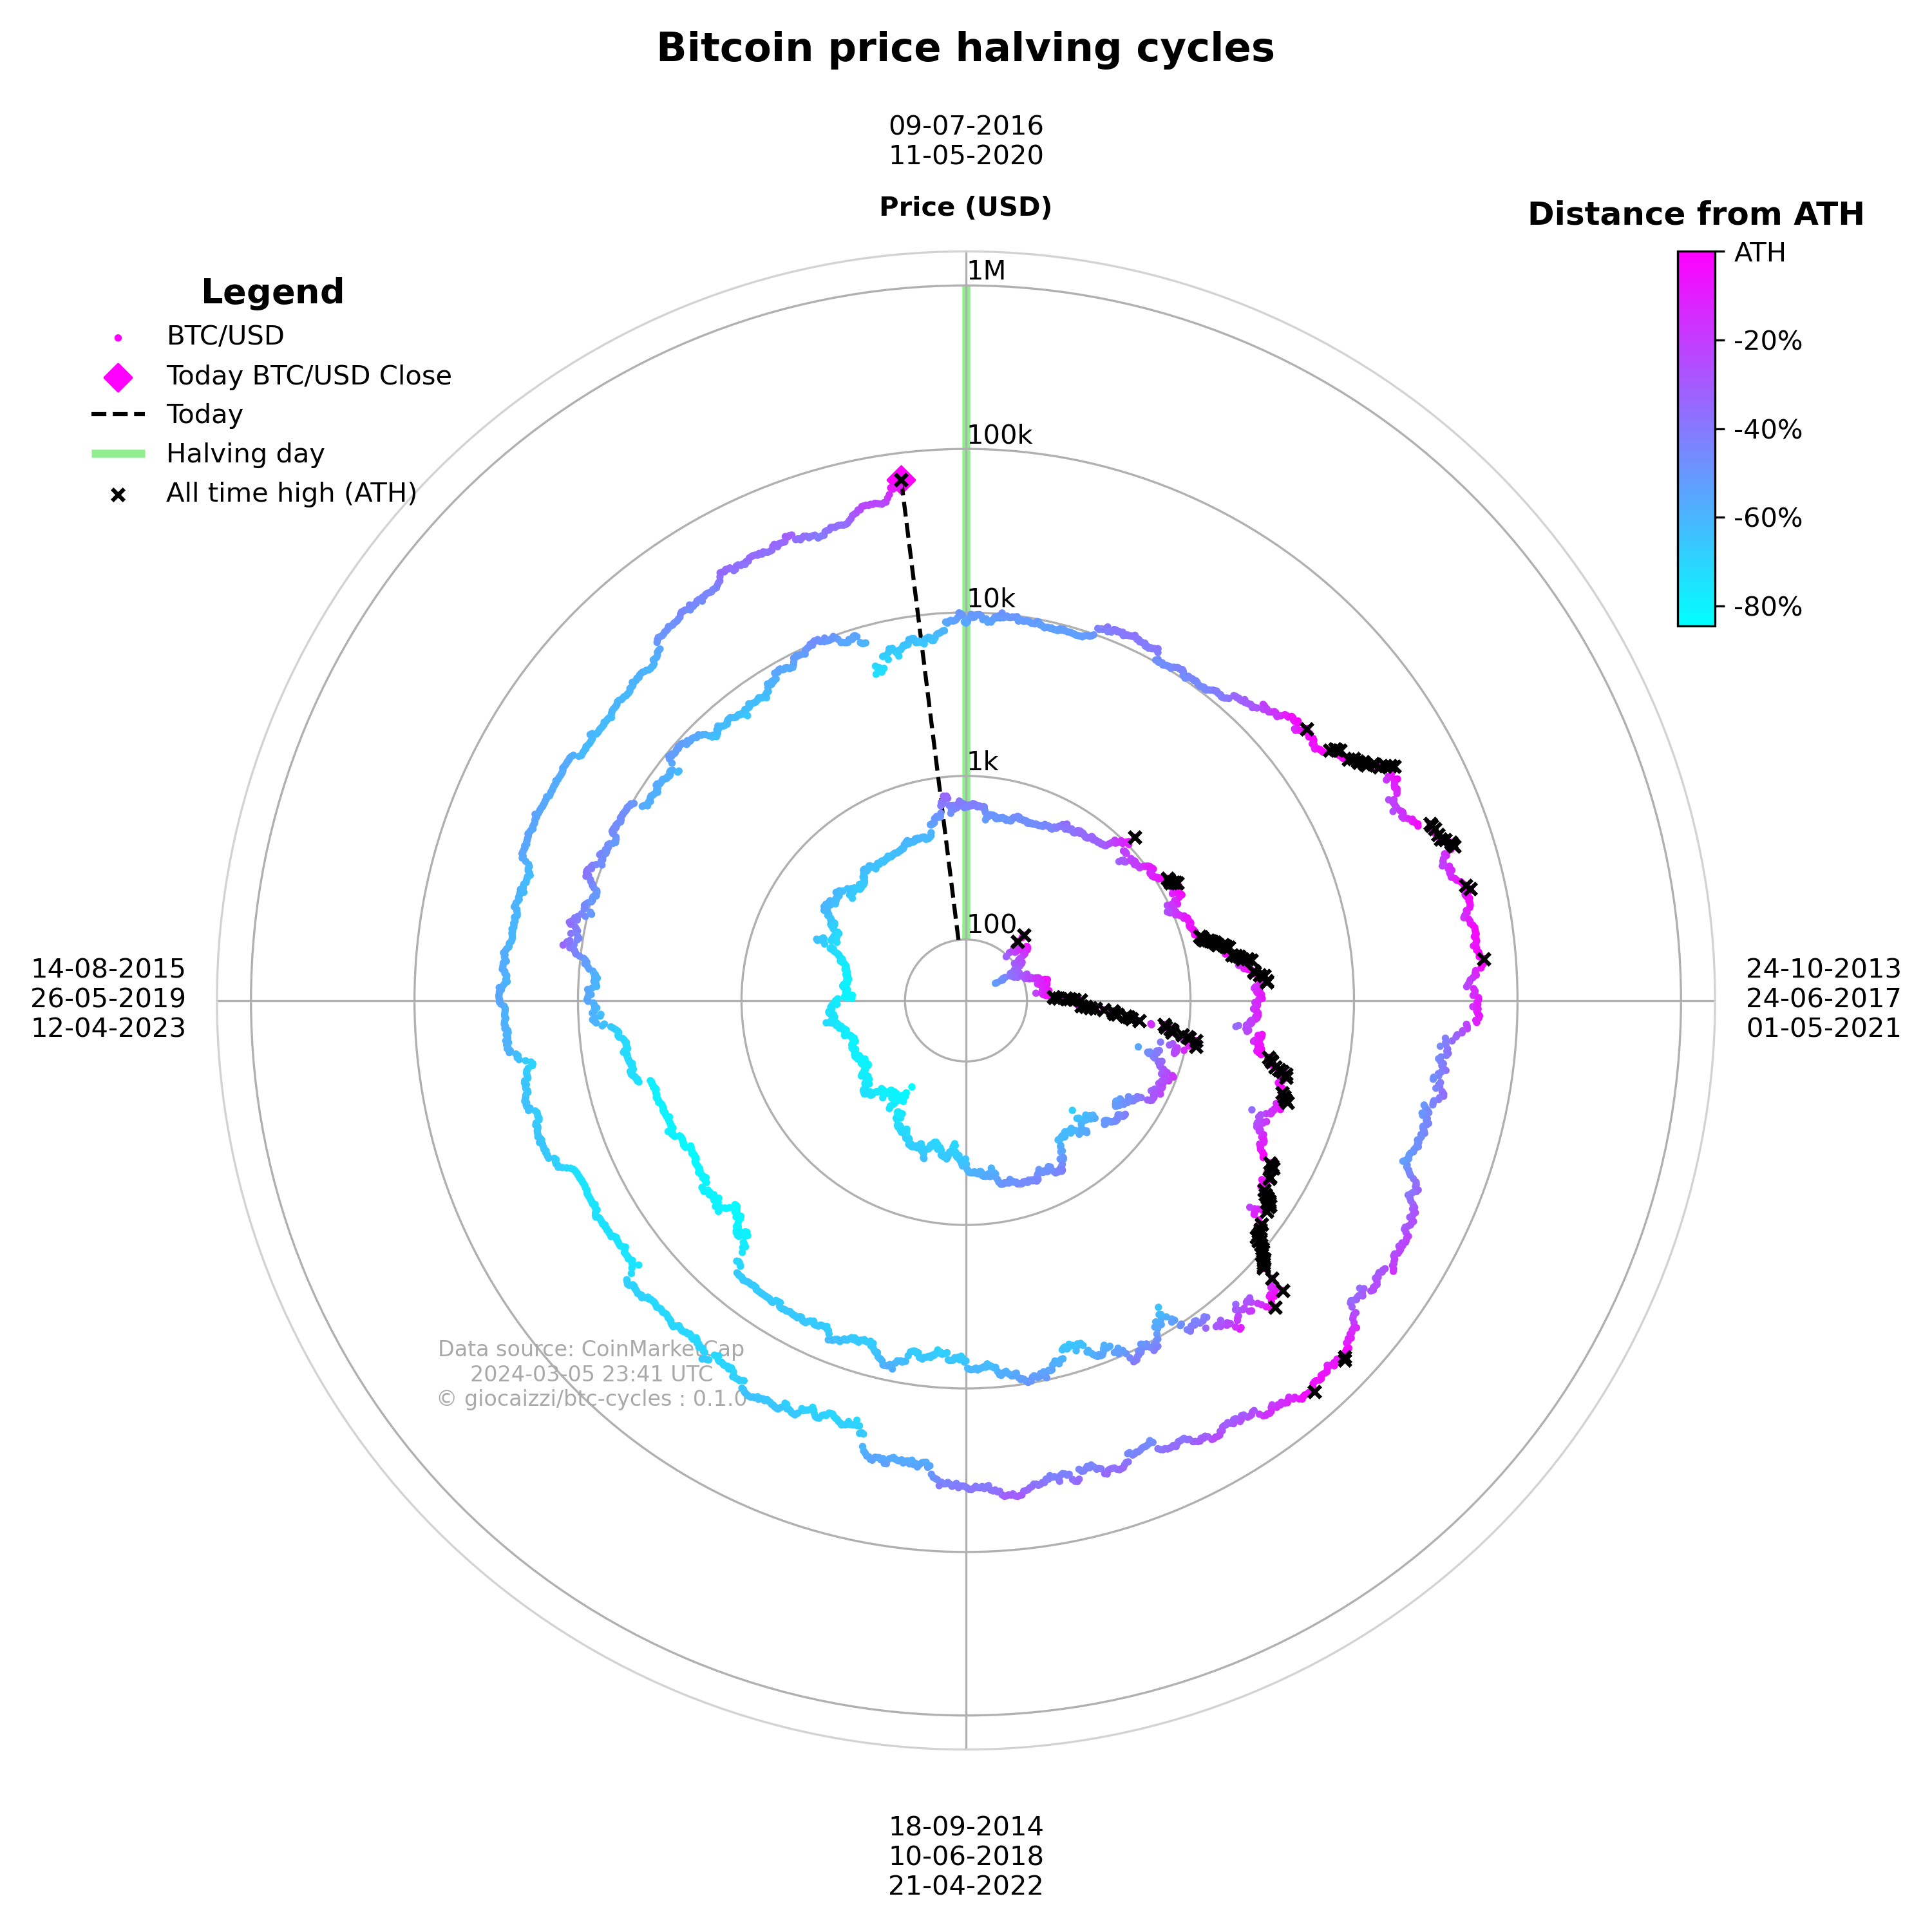 Bitcoin price halving cycles
09-07-2016
11-05-2020
Price (USD)
Distance from ATH
ATH
-20%
-40%
-60%
-80%
Legend
BTC/USD
Today BTC/USD Close
Today
Halving day
All time high (ATH)
1M
100k
10k
1k
100
14-08-2015
26-05-2019
12-04-2023
24-10-2013
24-06-2017
01-05-2021
Data source: CoinMarketCap
2024-03-05 23:41 UTC
© giocaizzi/btc-cycles : 0.1.0
18-09-2014
10-06-2018
21-04-2022